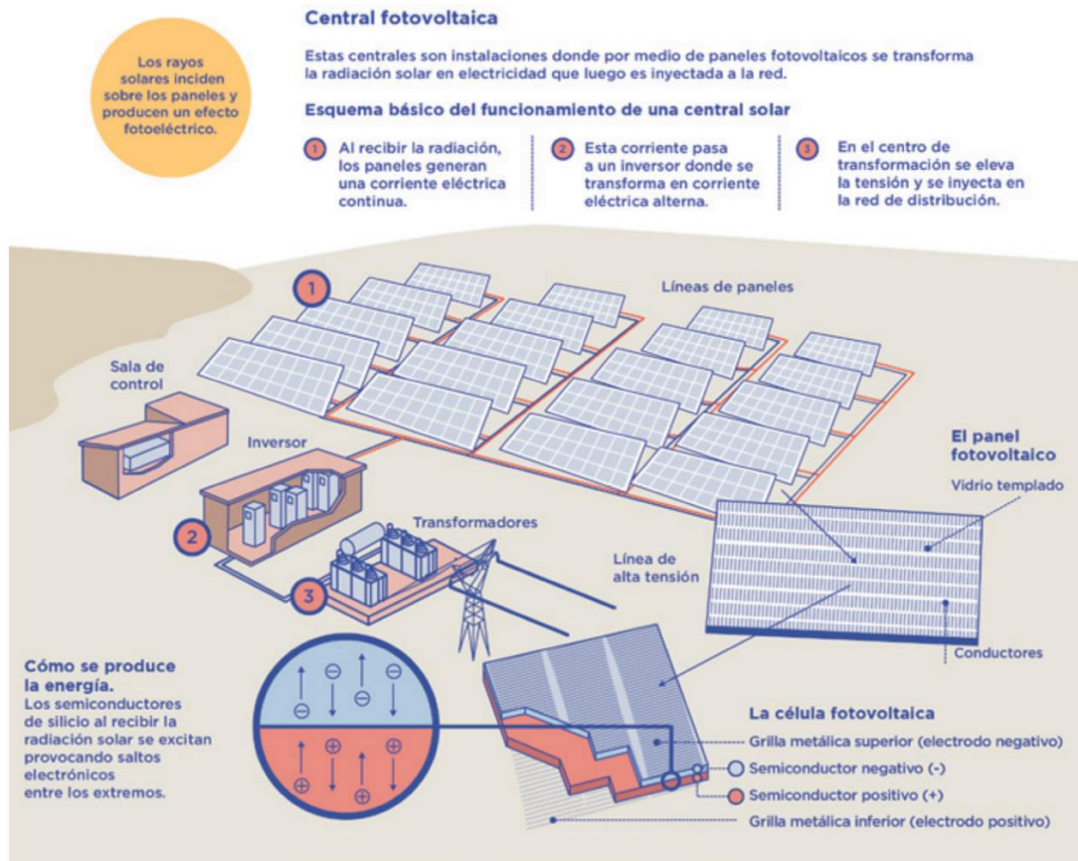 Los rayos
solares inciden
sobre los paneles y
producen un efecto
fotoeléctrico.
Central fotovoltaica
Estas centrales son instalaciones donde por medio de paneles fotovoltaicos se transforma
la radiación solar en electricidad que luego es inyectada a la red.
Esquema básico del funcionamiento de una central solar
1
Al recibir la radiación,
los paneles generan
una corriente eléctrica
continua.
2
Esta corriente pasa
a un inversor donde se
transforma en corriente
eléctrica alterna.
3
En el centro de
transformación se eleva
la tensión y se inyecta en
la red de distribución.
1
Líneas de paneles
Sala de
control
Inversor
2
Transformadores
3
Línea de
alta tensión
El panel
fotovoltaico
Vidrio templado
Conductores
Cómo se produce
la energía.
Los semiconductores
de silicio al recibir la
radiación solar se excitan
provocando saltos
electrónicos
entre los extremos.
La célula fotovoltaica
Grilla metálica superior (electrodo negativo)
Semiconductor negativo (-)
Semiconductor positivo (+)
Grilla metálica inferior (electrodo positivo)